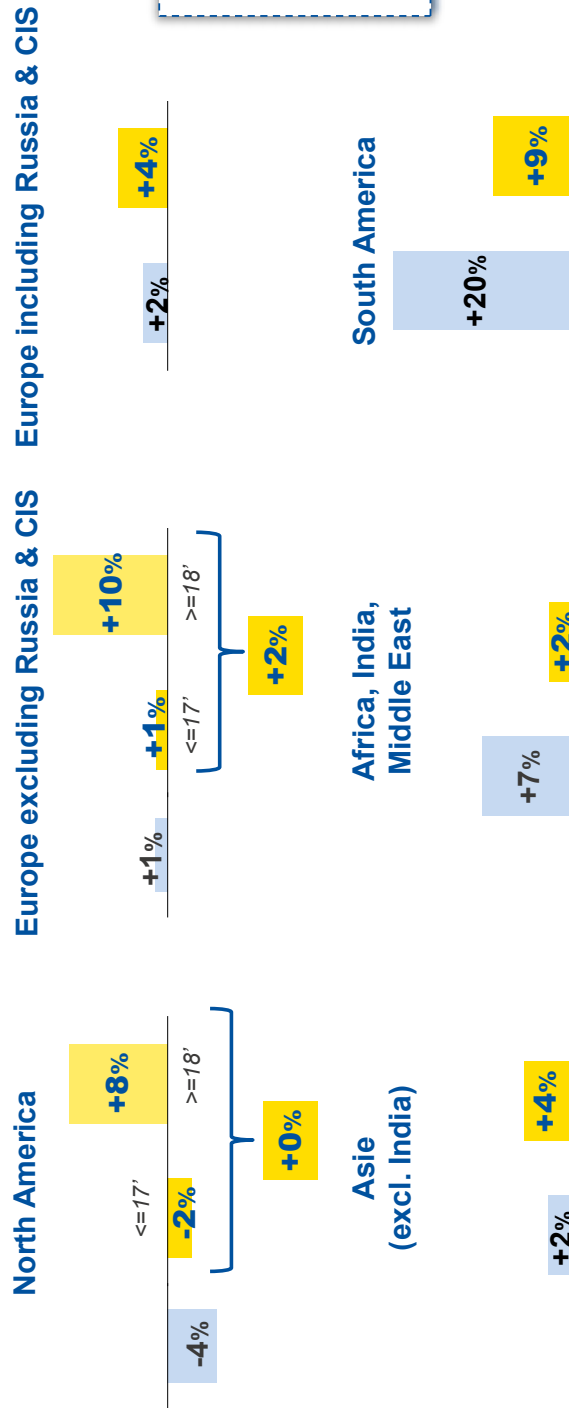 North America
-4%
<=17’
-2%
+8%
>=18’
+0%
Europe excluding Russia & CIS
+1%
+1%
<=17’
+10%
>=18’
+2%
Europe including Russia & CIS
+2%
+4%
Asie
(excl. India)
+2%
+4%
Africa, India,
Middle East
+7%
+2%
South America
+20%
+9%